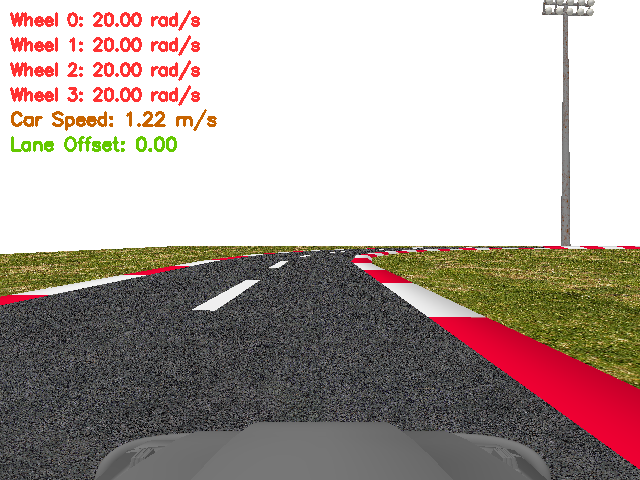 Wheel 0: 20.00 rad/s
Wheel 1: 20.00 rad/s
Wheel 2: 20.00 rad/s
Wheel 3: 20.00 rad/s
Car Speed: 1.22 m/s
Lane Offset: 0.00